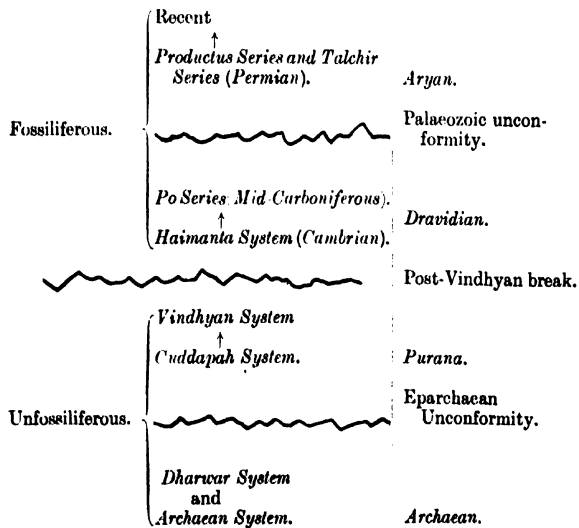 Recent
↑
Productus Series and Talchir
Series (Permian). Aryan.
Fossiliferous.
Palaeozoic uncon-
formity.
Po Series (Mid-Carboniferous).
↑
Dravidian.
Haimanta System (Cambrian).
Post-Vindhyan break.
Vindhyan System
↑
Cuddapah System. Purana.
Unfossiliferous.
Eparchaean
Unconformity.
Dharwar System
and
Archaean System. Archaean.